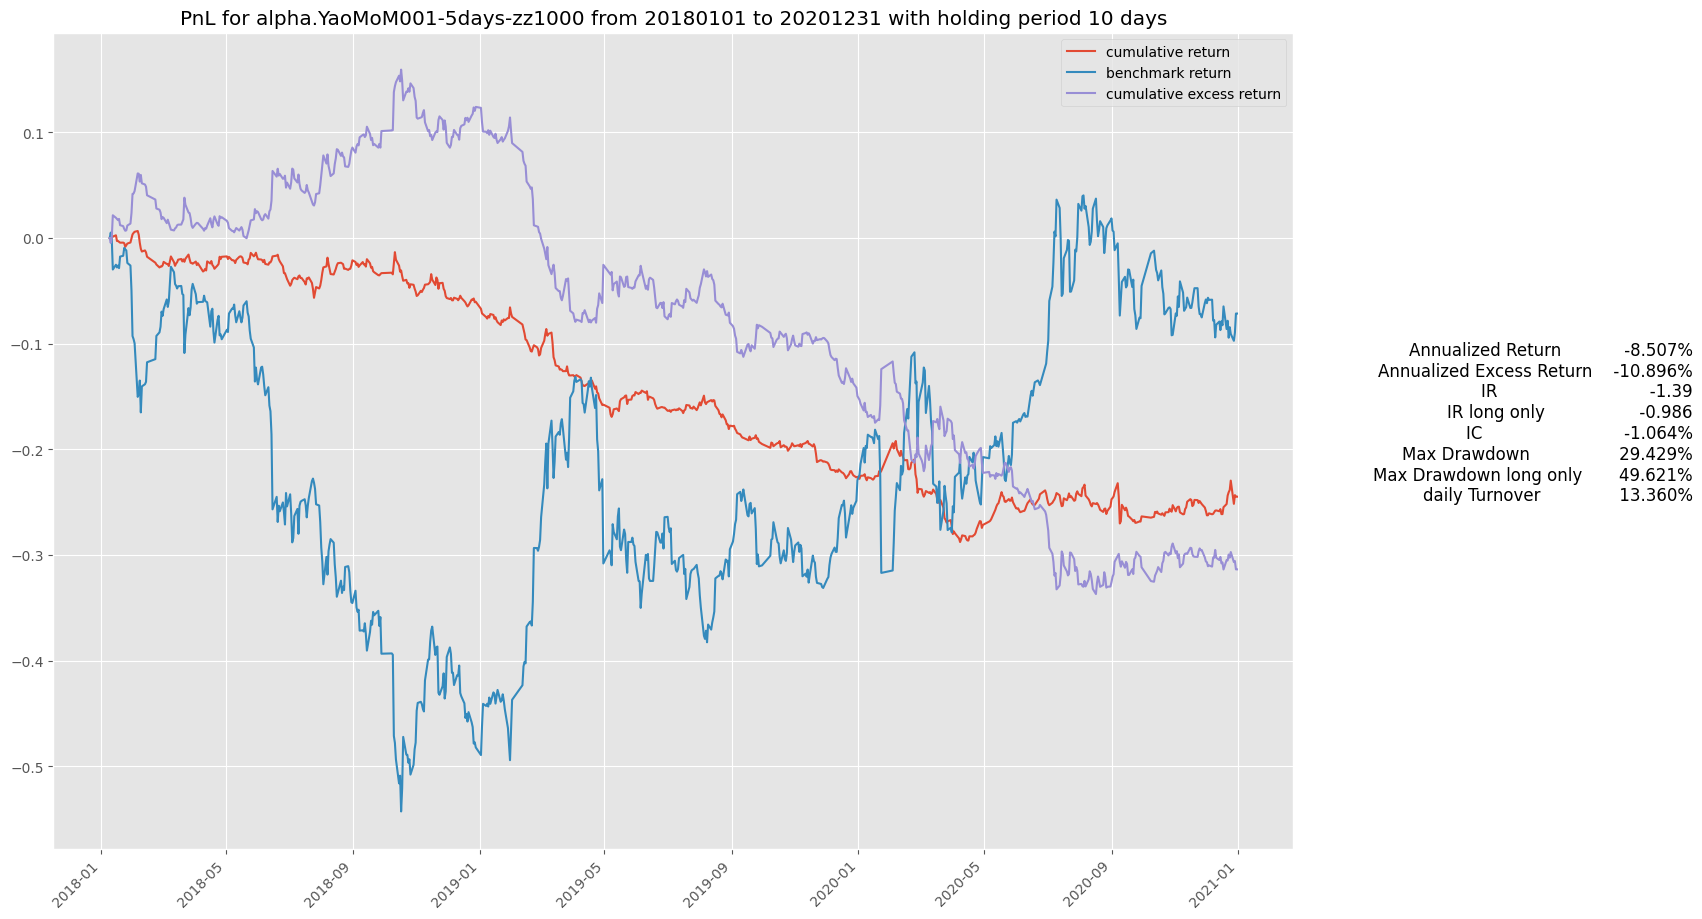 PnL for alpha.YaoMoM001-5days-zz1000 from 20180101 to 20201231 with holding period 10 days
cumulative return
benchmark return
cumulative excess return
0.1
0.0
−0.1
−0.2
−0.3
−0.4
−0.5
2018-01
2018-05
2018-09
2019-01
2019-05
2019-09
2020-01
2020-05
2020-09
2021-01
Annualized Return -8.507%
Annualized Excess Return -10.896%
IR -1.39
IR long only -0.986
IC -1.064%
Max Drawdown 29.429%
Max Drawdown long only 49.621%
daily Turnover 13.360%